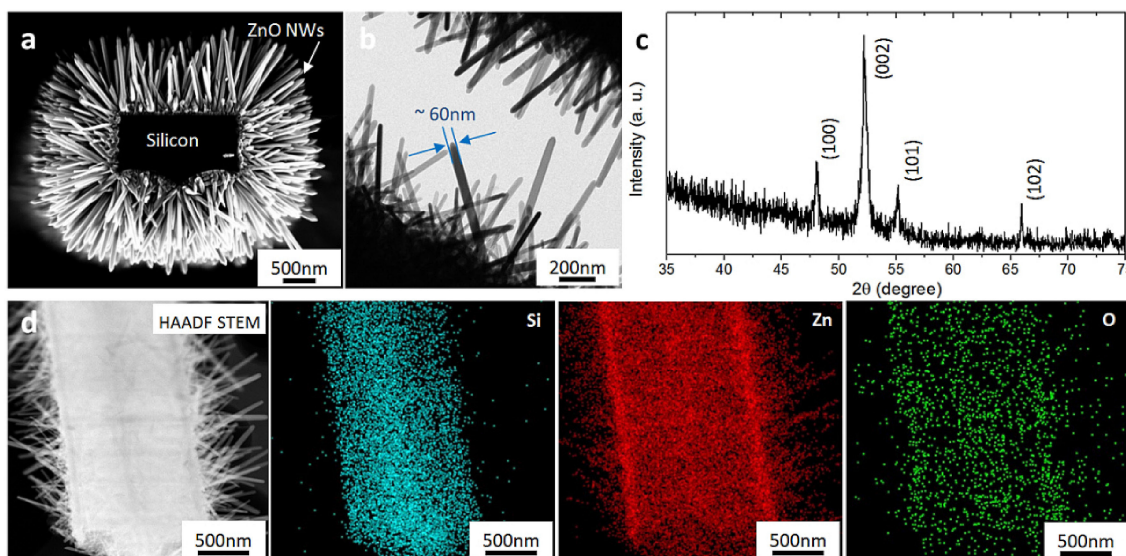 a
ZnO NWs
Silicon
500nm
b
~ 60nm
200nm
c
Intensity (a. u.)
(100)
(002)
(101)
(102)
35 40 45 50 55 60 65 70 75
2θ (degree)
d
HAADF STEM
500nm
Si
500nm
Zn
500nm
O
500nm